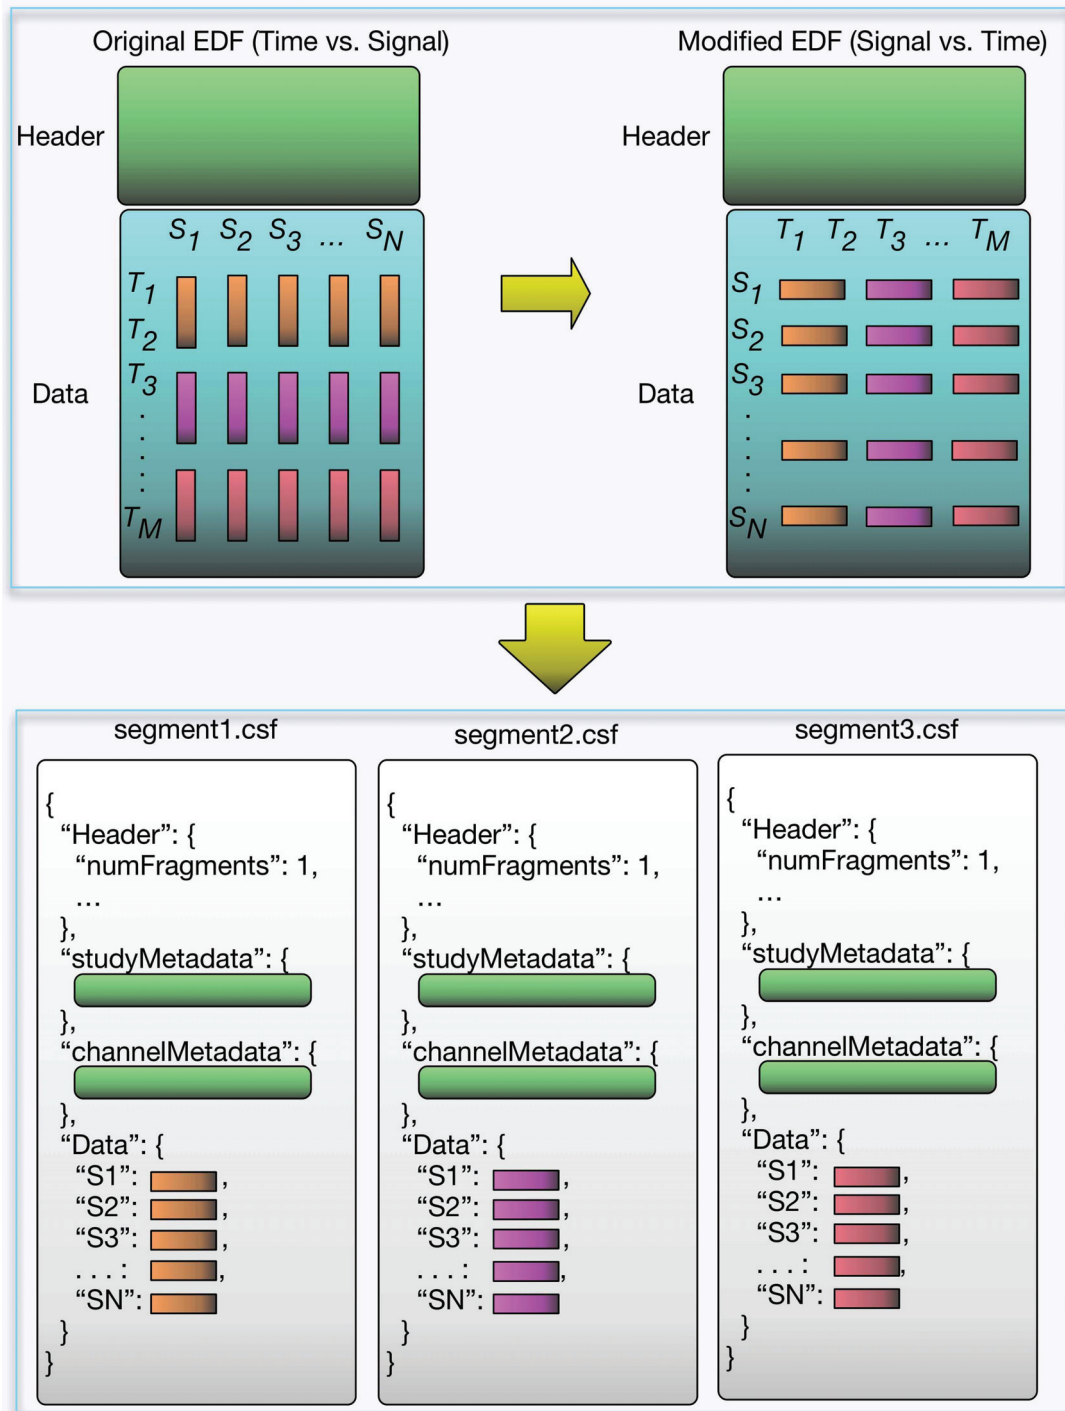 Original EDF (Time vs. Signal)
Modified EDF (Signal vs. Time)
Header
Header
S1 S2 S3 ... SN
T1
T2
T3
.
.
.
.
.
TM
Data
T1 T2 T3 ... TM
S1
S2
S3
.
.
.
.
.
SN
Data
segment1.csf
{
“Header”: {
“numFragments”: 1,
...
},
“studyMetadata”: {
},
“channelMetadata”: {
},
“Data”: {
“S1”: ,
“S2”: ,
“S3”: ,
. . . : ,
“SN”:
}
}
segment2.csf
{
“Header”: {
“numFragments”: 1,
...
},
“studyMetadata”: {
},
“channelMetadata”: {
},
“Data”: {
“S1”: ,
“S2”: ,
“S3”: ,
. . . : ,
“SN”:
}
}
segment3.csf
{
“Header”: {
“numFragments”: 1,
...
},
“studyMetadata”: {
},
“channelMetadata”: {
},
“Data”: {
“S1”: ,
“S2”: ,
“S3”: ,
. . . : ,
“SN”:
}
}